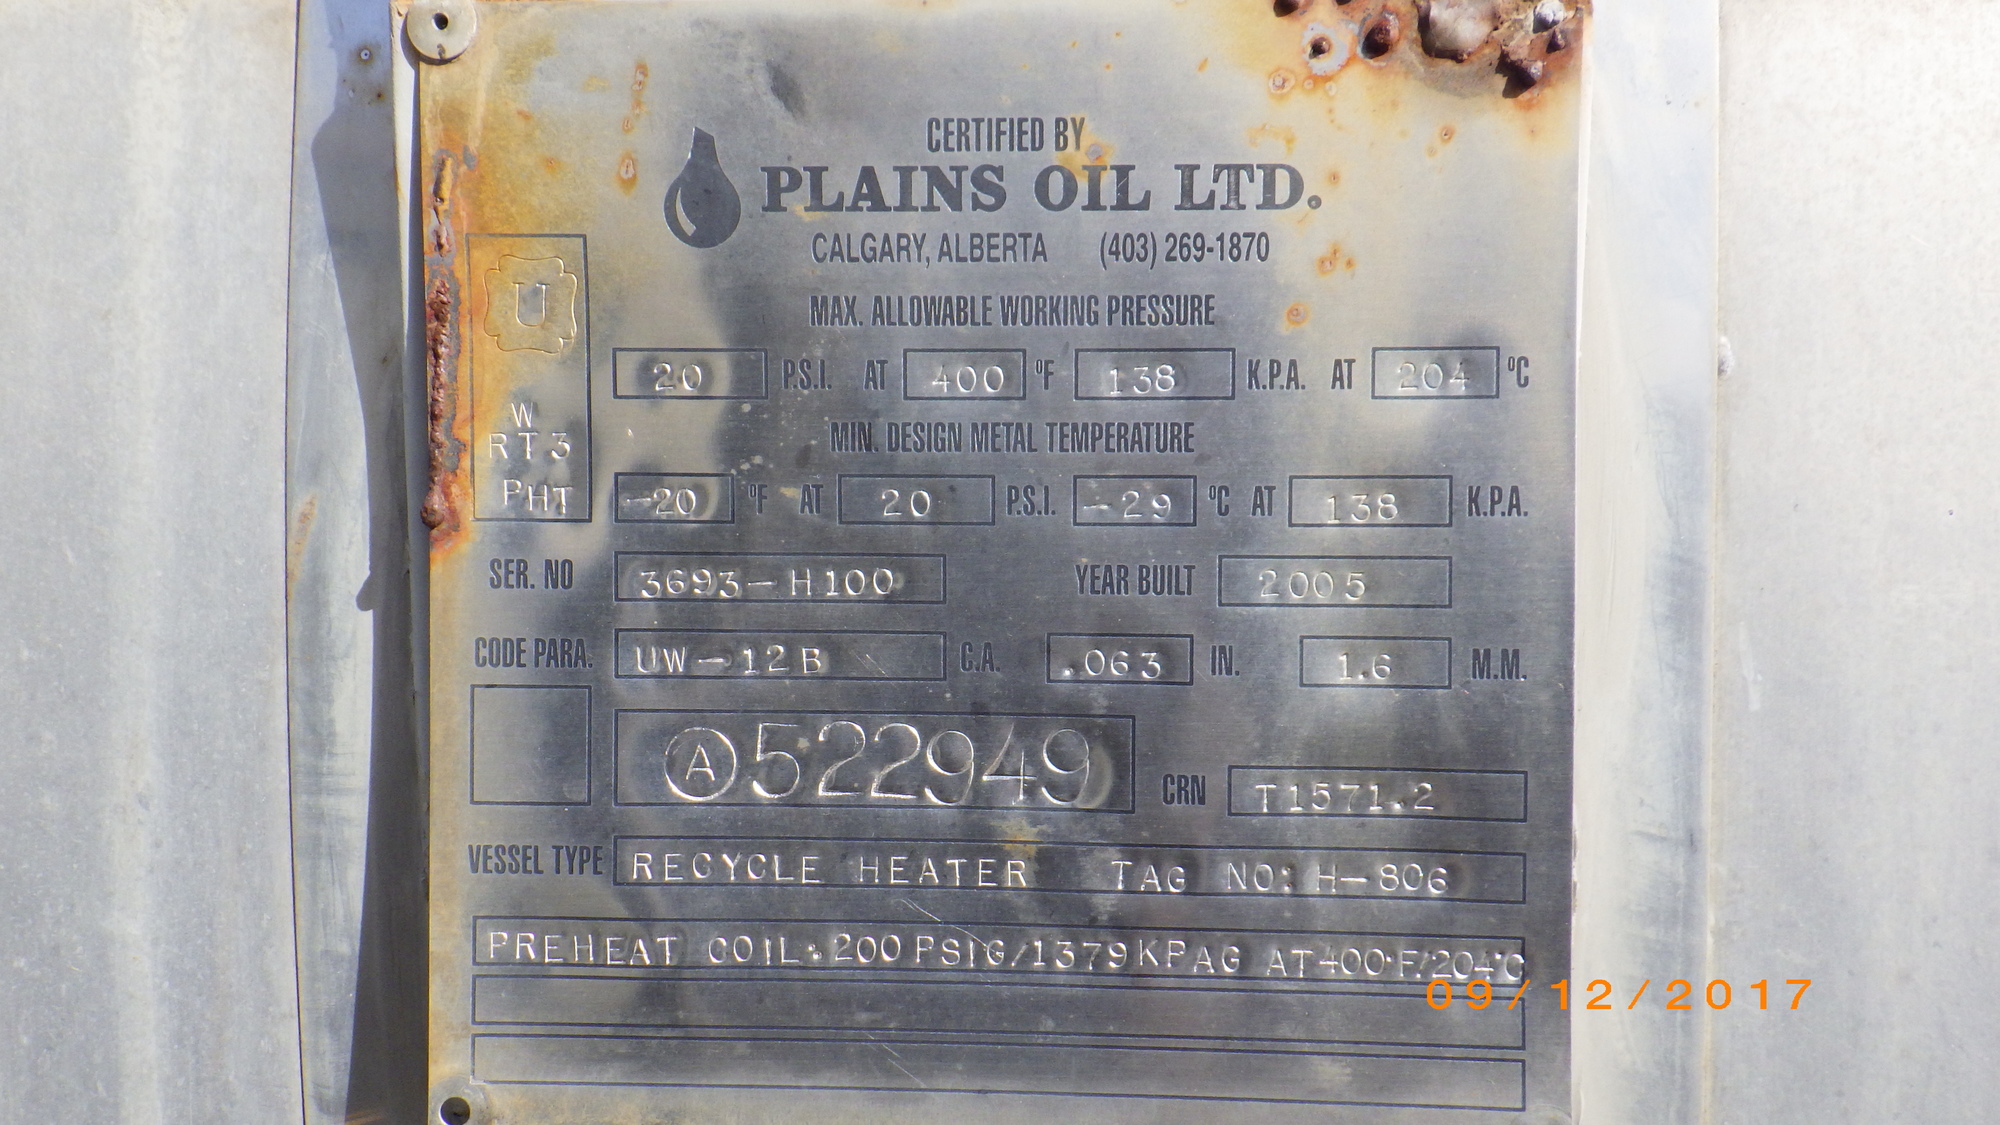 CERTIFIED BY
PLAINS OIL LTD.
CALGARY, ALBERTA (403) 269-1870
U
W
RT3
PHT
MAX. ALLOWABLE WORKING PRESSURE
20 P.S.I. AT 400 °F 138 K.P.A. AT 204 °C
MIN. DESIGN METAL TEMPERATURE
-20 °F AT 20 P.S.I. -29 °C AT 138 K.P.A.
SER. NO 3693-H100 YEAR BUILT 2005
CODE PARA. UW-12B C.A. .063 IN. 1.6 M.M.
A 522949 CRN T1571.2
VESSEL TYPE RECYCLE HEATER TAG NO: H-806
PREHEAT COIL: 200 PSIG/1379 KPAG AT 400°F/204°C
09/12/2017